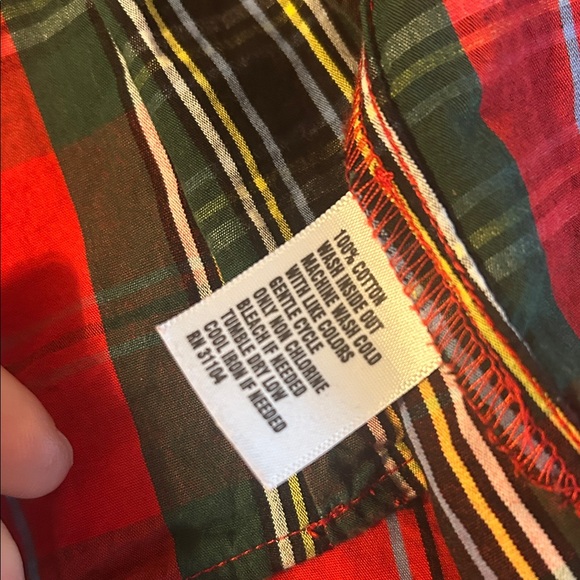 100% COTTON
WASH INSIDE OUT
MACHINE WASH COLD
WITH LIKE COLORS
GENTLE CYCLE
ONLY NON CHLORINE
BLEACH IF NEEDED
TUMBLE DRY LOW
COOL IRON IF NEEDED
RN 31104